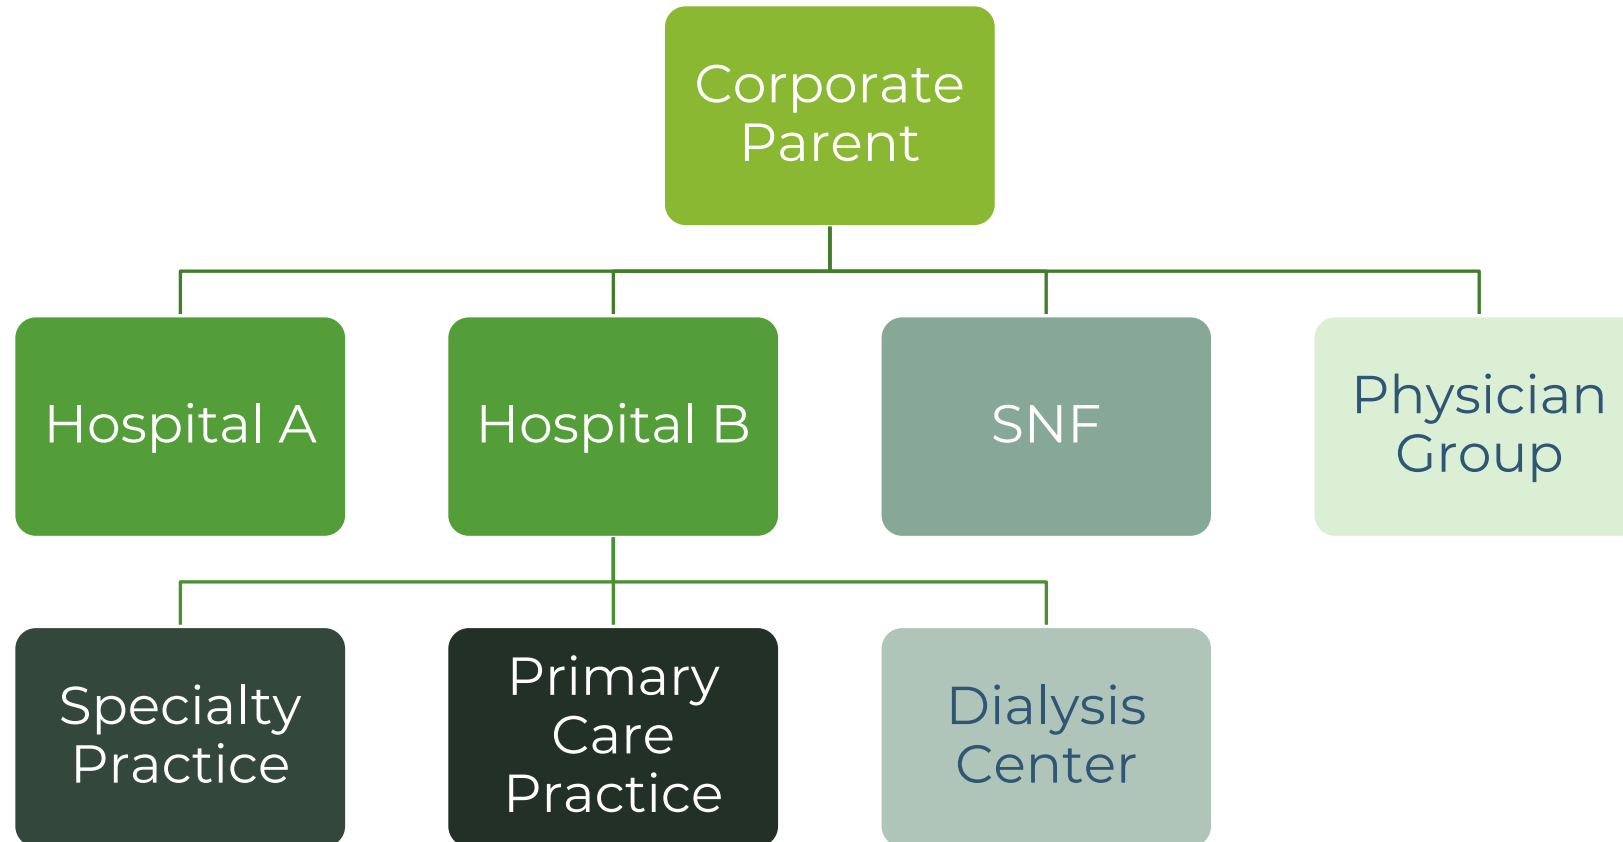 Corporate
Parent
Hospital A
Hospital B
SNF
Physician
Group
Specialty
Practice
Primary
Care
Practice
Dialysis
Center